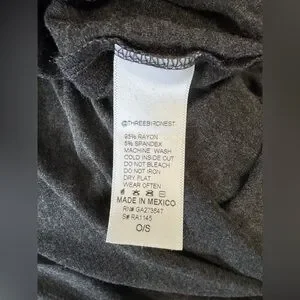 @THREEBIRDNEST
95% RAYON
5% SPANDEX
MACHINE WASH
COLD INSIDE OUT
DO NOT BLEACH
DO NOT IRON
DRY FLAT
WEAR OFTEN
MADE IN MEXICO
RN# GA273547
S# RA1145
O/S